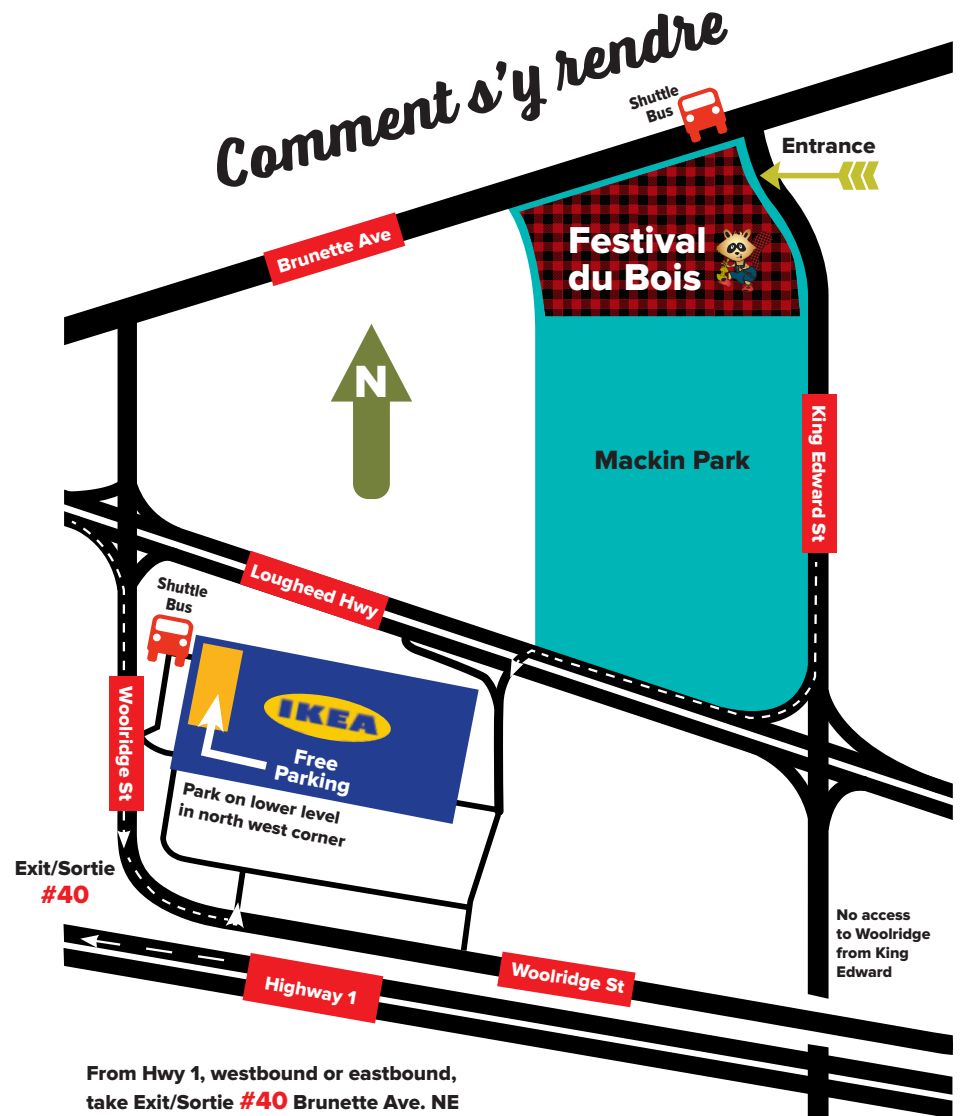 Comment s'y rendre
Shuttle
Bus
Entrance
Brunette Ave
Festival
du Bois
N
Mackin Park
King Edward St
Lougheed Hwy
Shuttle
Bus
IKEA
Free
Parking
Woolridge St
Park on lower level
in north west corner
Exit/Sortie
#40
No access
to Woolridge
from King
Edward
Woolridge St
Highway 1
From Hwy 1, westbound or eastbound,
take Exit/Sortie #40 Brunette Ave. NE